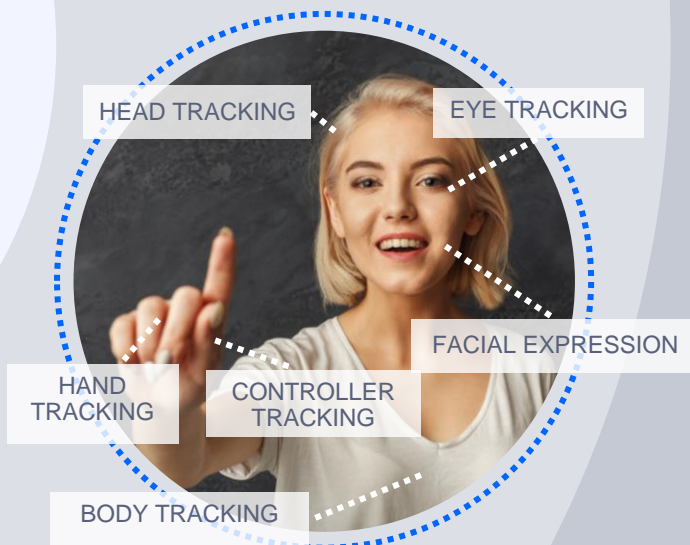 HEAD TRACKING
EYE TRACKING
FACIAL EXPRESSION
HAND
TRACKING
CONTROLLER
TRACKING
BODY TRACKING